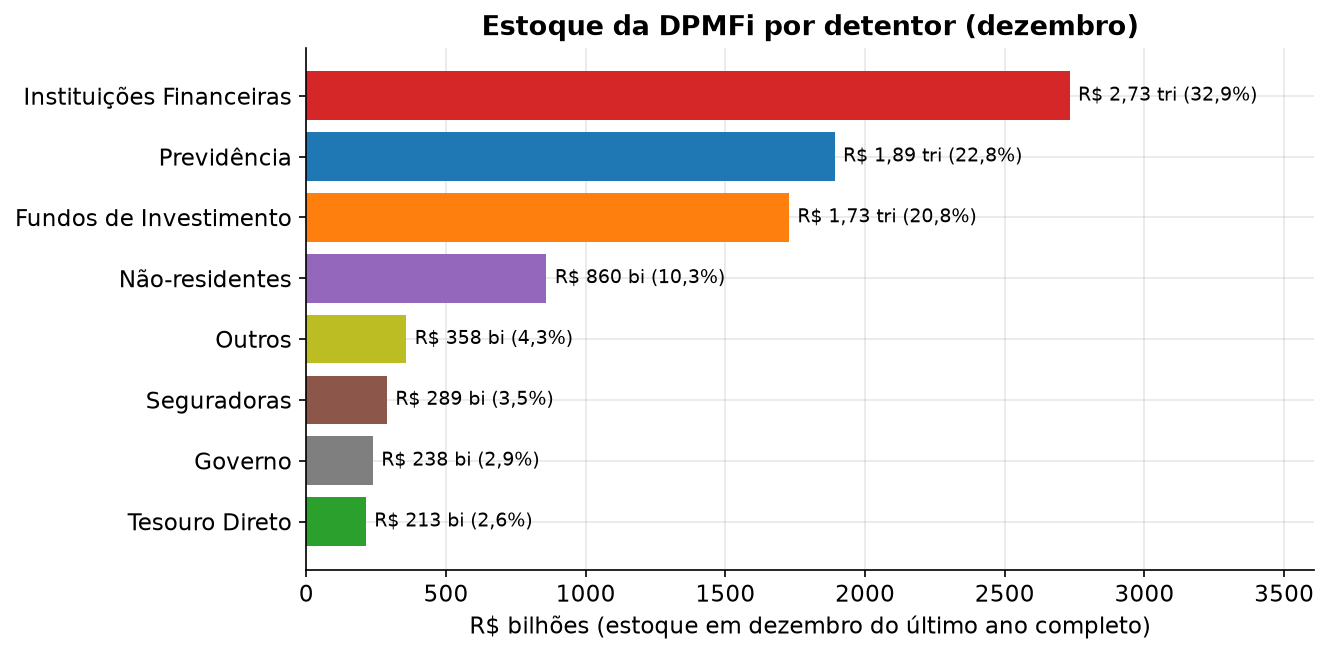 Estoque da DPMFi por detentor (dezembro)
Instituições Financeiras R$ 2,73 tri (32,9%)
Previdência R$ 1,89 tri (22,8%)
Fundos de Investimento R$ 1,73 tri (20,8%)
Não-residentes R$ 860 bi (10,3%)
Outros R$ 358 bi (4,3%)
Seguradoras R$ 289 bi (3,5%)
Governo R$ 238 bi (2,9%)
Tesouro Direto R$ 213 bi (2,6%)
0 500 1000 1500 2000 2500 3000 3500
R$ bilhões (estoque em dezembro do último ano completo)